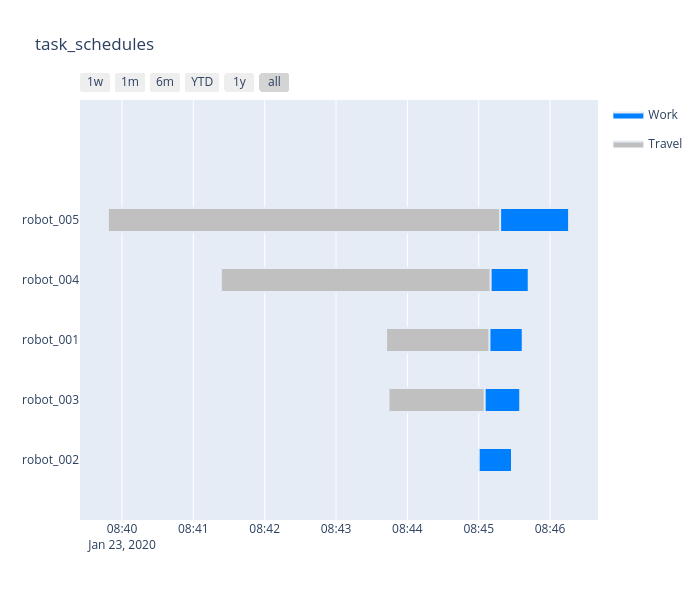 task_schedules
1w 1m 6m YTD 1y all
Work
Travel
robot_005
robot_004
robot_001
robot_003
robot_002
08:40 08:41 08:42 08:43 08:44 08:45 08:46
Jan 23, 2020